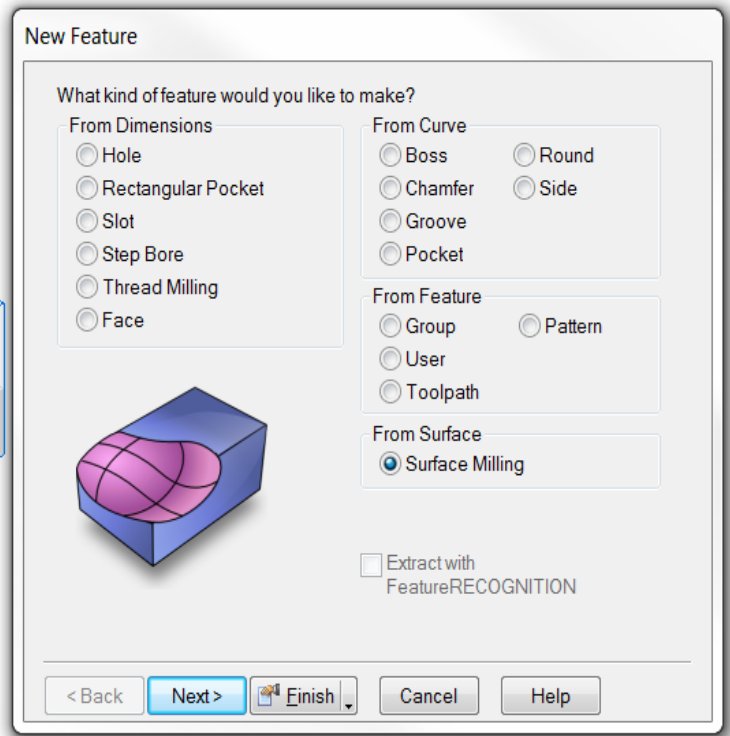 New Feature
What kind of feature would you like to make?
From Dimensions
Hole
Rectangular Pocket
Slot
Step Bore
Thread Milling
Face
From Curve
Boss
Round
Chamfer
Side
Groove
Pocket
From Feature
Group
Pattern
User
Toolpath
From Surface
Surface Milling
Extract with
FeatureRECOGNITION
< Back
Next >
Finish
Cancel
Help